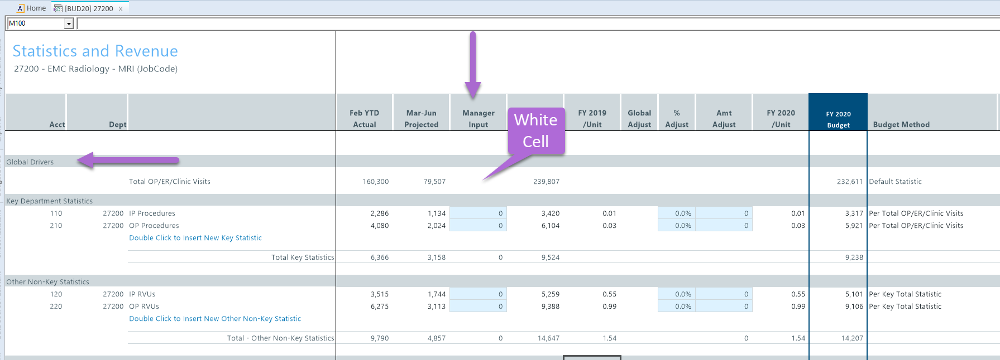 Home [BUD20] 27200 x
M100
Statistics and Revenue
27200 - EMC Radiology - MRI (JobCode)
Acct Dept Feb YTD Actual Mar-Jun Projected Manager Input FY 2019 /Unit Global Adjust % Adjust Amt Adjust FY 2020 /Unit FY 2020 Budget Budget Method
White
Cell
Global Drivers
Total OP/ER/Clinic Visits 160,300 79,507 239,807 232,611 Default Statistic
Key Department Statistics
110 27200 IP Procedures 2,286 1,134 0 3,420 0.01 0.0% 0 0.01 3,317 Per Total OP/ER/Clinic Visits
210 27200 OP Procedures 4,080 2,024 0 6,104 0.03 0.0% 0 0.03 5,921 Per Total OP/ER/Clinic Visits
Double Click to Insert New Key Statistic
Total Key Statistics 6,366 3,158 0 9,524 9,238
Other Non-Key Statistics
120 27200 IP RVUs 3,515 1,744 0 5,259 0.55 0.0% 0 0.55 5,101 Per Key Total Statistic
220 27200 OP RVUs 6,275 3,113 0 9,388 0.99 0.0% 0 0.99 9,106 Per Key Total Statistic
Double Click to Insert New Other Non-Key Statistic
Total - Other Non-Key Statistics 9,790 4,857 0 14,647 1.54 0 1.54 14,207